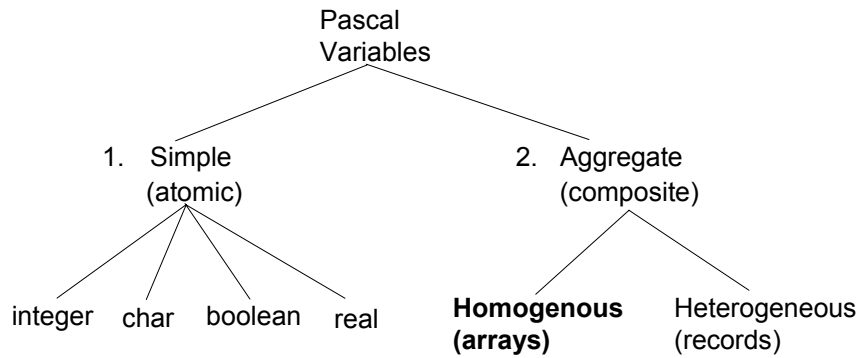 Pascal
Variables
1. Simple
(atomic)
2. Aggregate
(composite)
integer
char
boolean
real
Homogenous
(arrays)
Heterogeneous
(records)